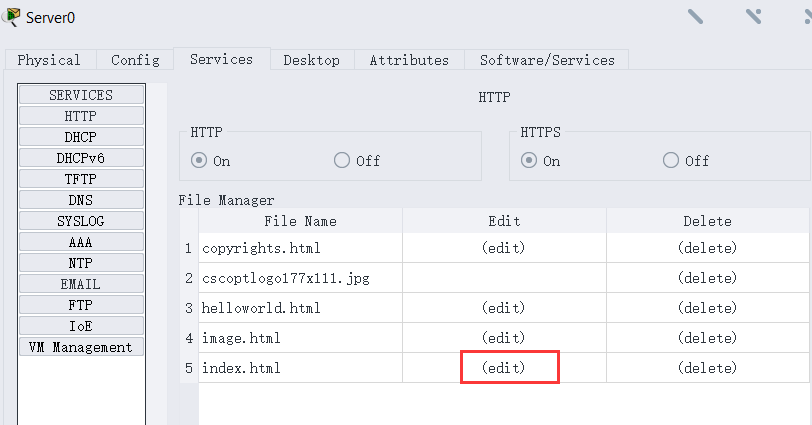 Server0
Physical Config Services Desktop Attributes Software/Services
SERVICES
HTTP
DHCP
DHCPv6
TFTP
DNS
SYSLOG
AAA
NTP
EMAIL
FTP
IoE
VM Management
HTTP
HTTP
On Off
HTTPS
On Off
File Manager
File Name Edit Delete
1 copyrights.html (edit) (delete)
2 cscoptlogo177x111.jpg (delete)
3 helloworld.html (edit) (delete)
4 image.html (edit) (delete)
5 index.html (edit) (delete)